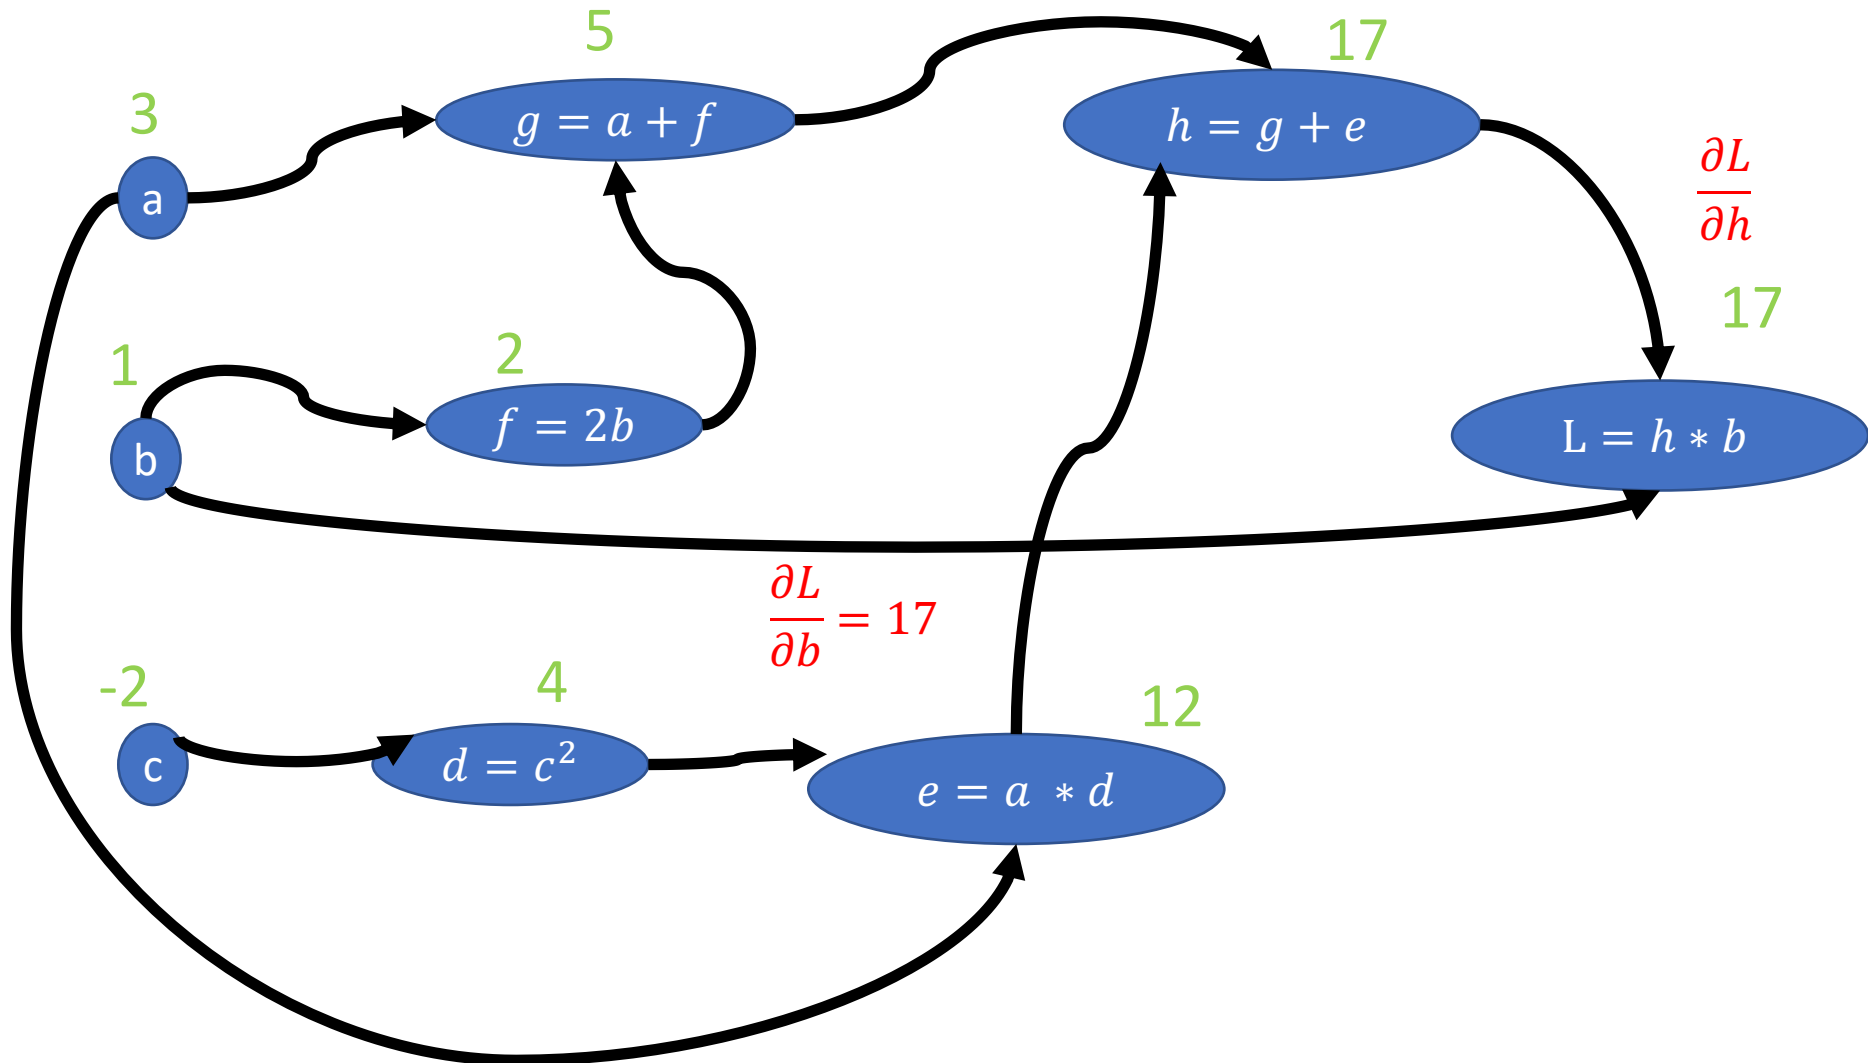 5
17
3
g = a + f
h = g + e
a
∂L
∂h
17
1
2
f = 2b
b
L = h * b
∂L
∂b
= 17
-2
4
12
c
d = c²
e = a * d